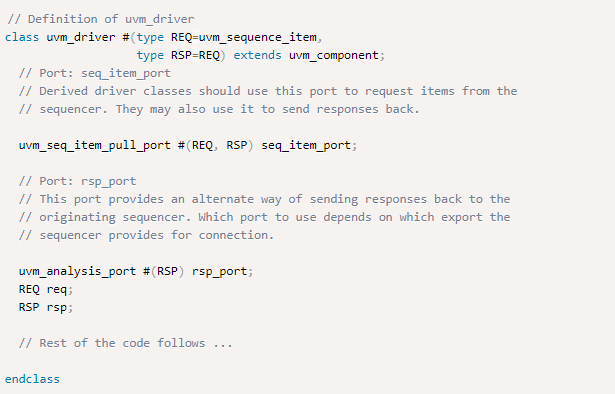 // Definition of uvm_driver
class uvm_driver #(type REQ=uvm_sequence_item,
                   type RSP=REQ) extends uvm_component;
  // Port: seq_item_port
  // Derived driver classes should use this port to request items from the
  // sequencer. They may also use it to send responses back.

  uvm_seq_item_pull_port #(REQ, RSP) seq_item_port;

  // Port: rsp_port
  // This port provides an alternate way of sending responses back to the
  // originating sequencer. Which port to use depends on which export the
  // sequencer provides for connection.

  uvm_analysis_port #(RSP) rsp_port;
  REQ req;
  RSP rsp;

  // Rest of the code follows ...

endclass